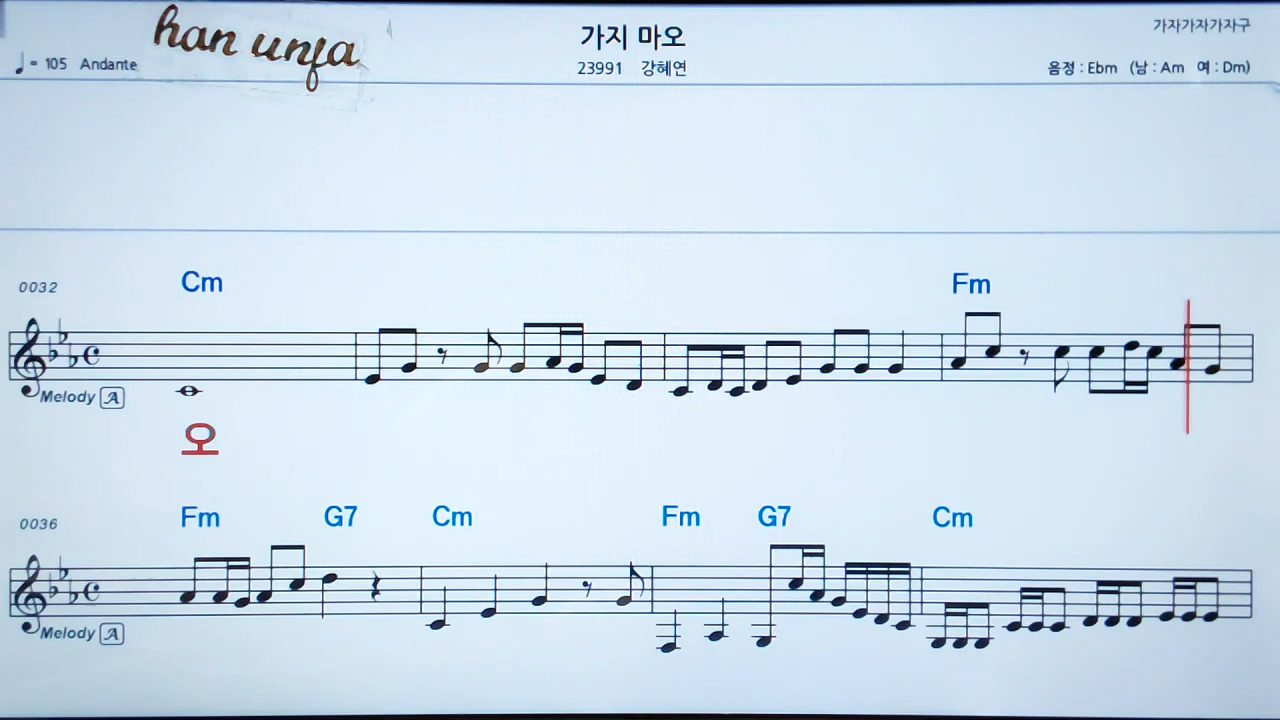 han unfa
가지 마오
가자가자가자구
♩= 105 Andante
23991 강혜연
음정 : Ebm (남 : Am 여 : Dm)
0032
Cm
Fm
Melody A
오
0036
Fm G7 Cm Fm G7 Cm
Melody A